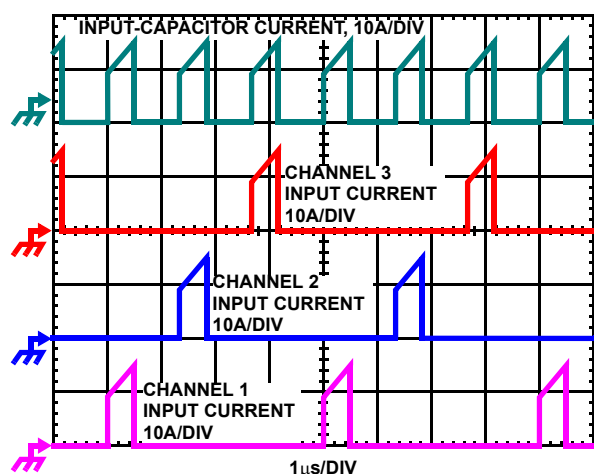 INPUT-CAPACITOR CURRENT, 10A/DIV
CHANNEL 3
INPUT CURRENT
10A/DIV
CHANNEL 2
INPUT CURRENT
10A/DIV
CHANNEL 1
INPUT CURRENT
10A/DIV
1μs/DIV